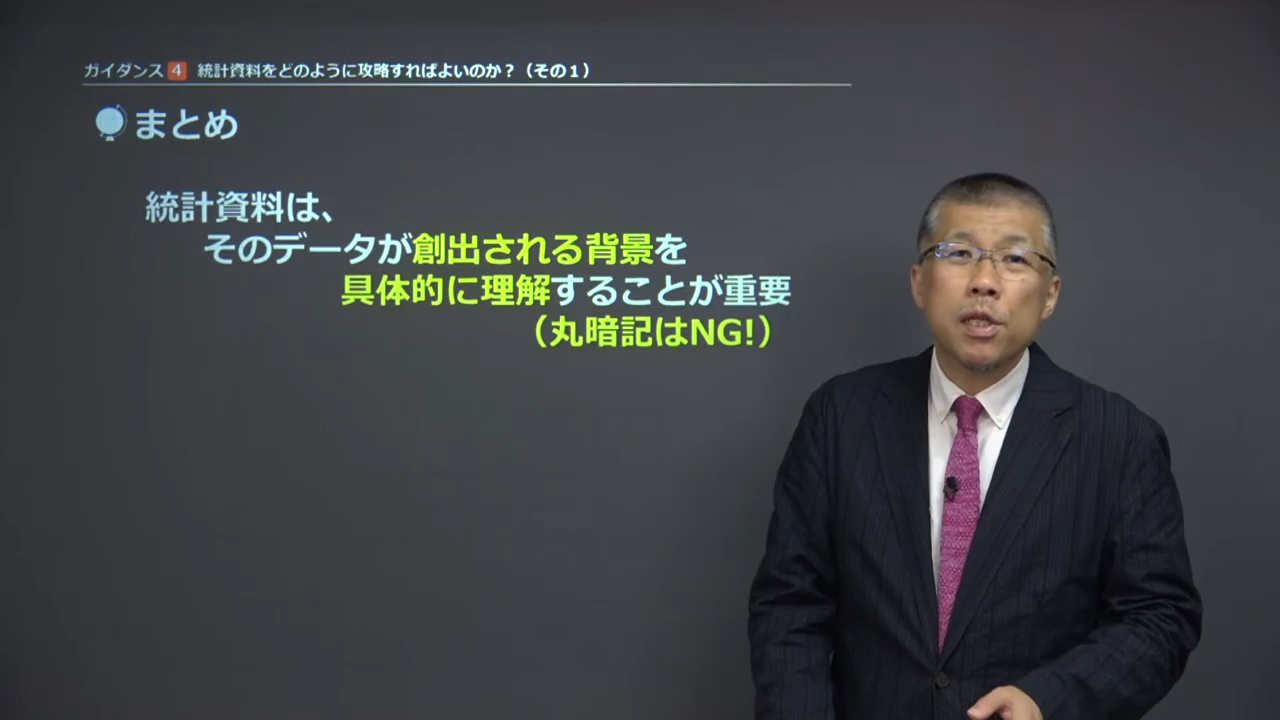 ガイダンス 4 統計資料をどのように攻略すればよいのか？（その１）
まとめ
統計資料は、
そのデータが創出される背景を
具体的に理解することが重要
（丸暗記はNG!）